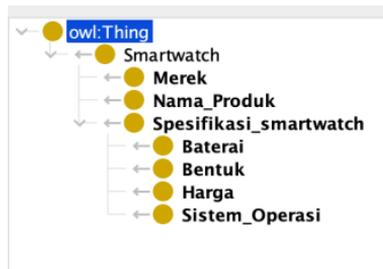 owl:Thing
Smartwatch
Merek
Nama_Produk
Spesifikasi_smartwatch
Baterai
Bentuk
Harga
Sistem_Operasi